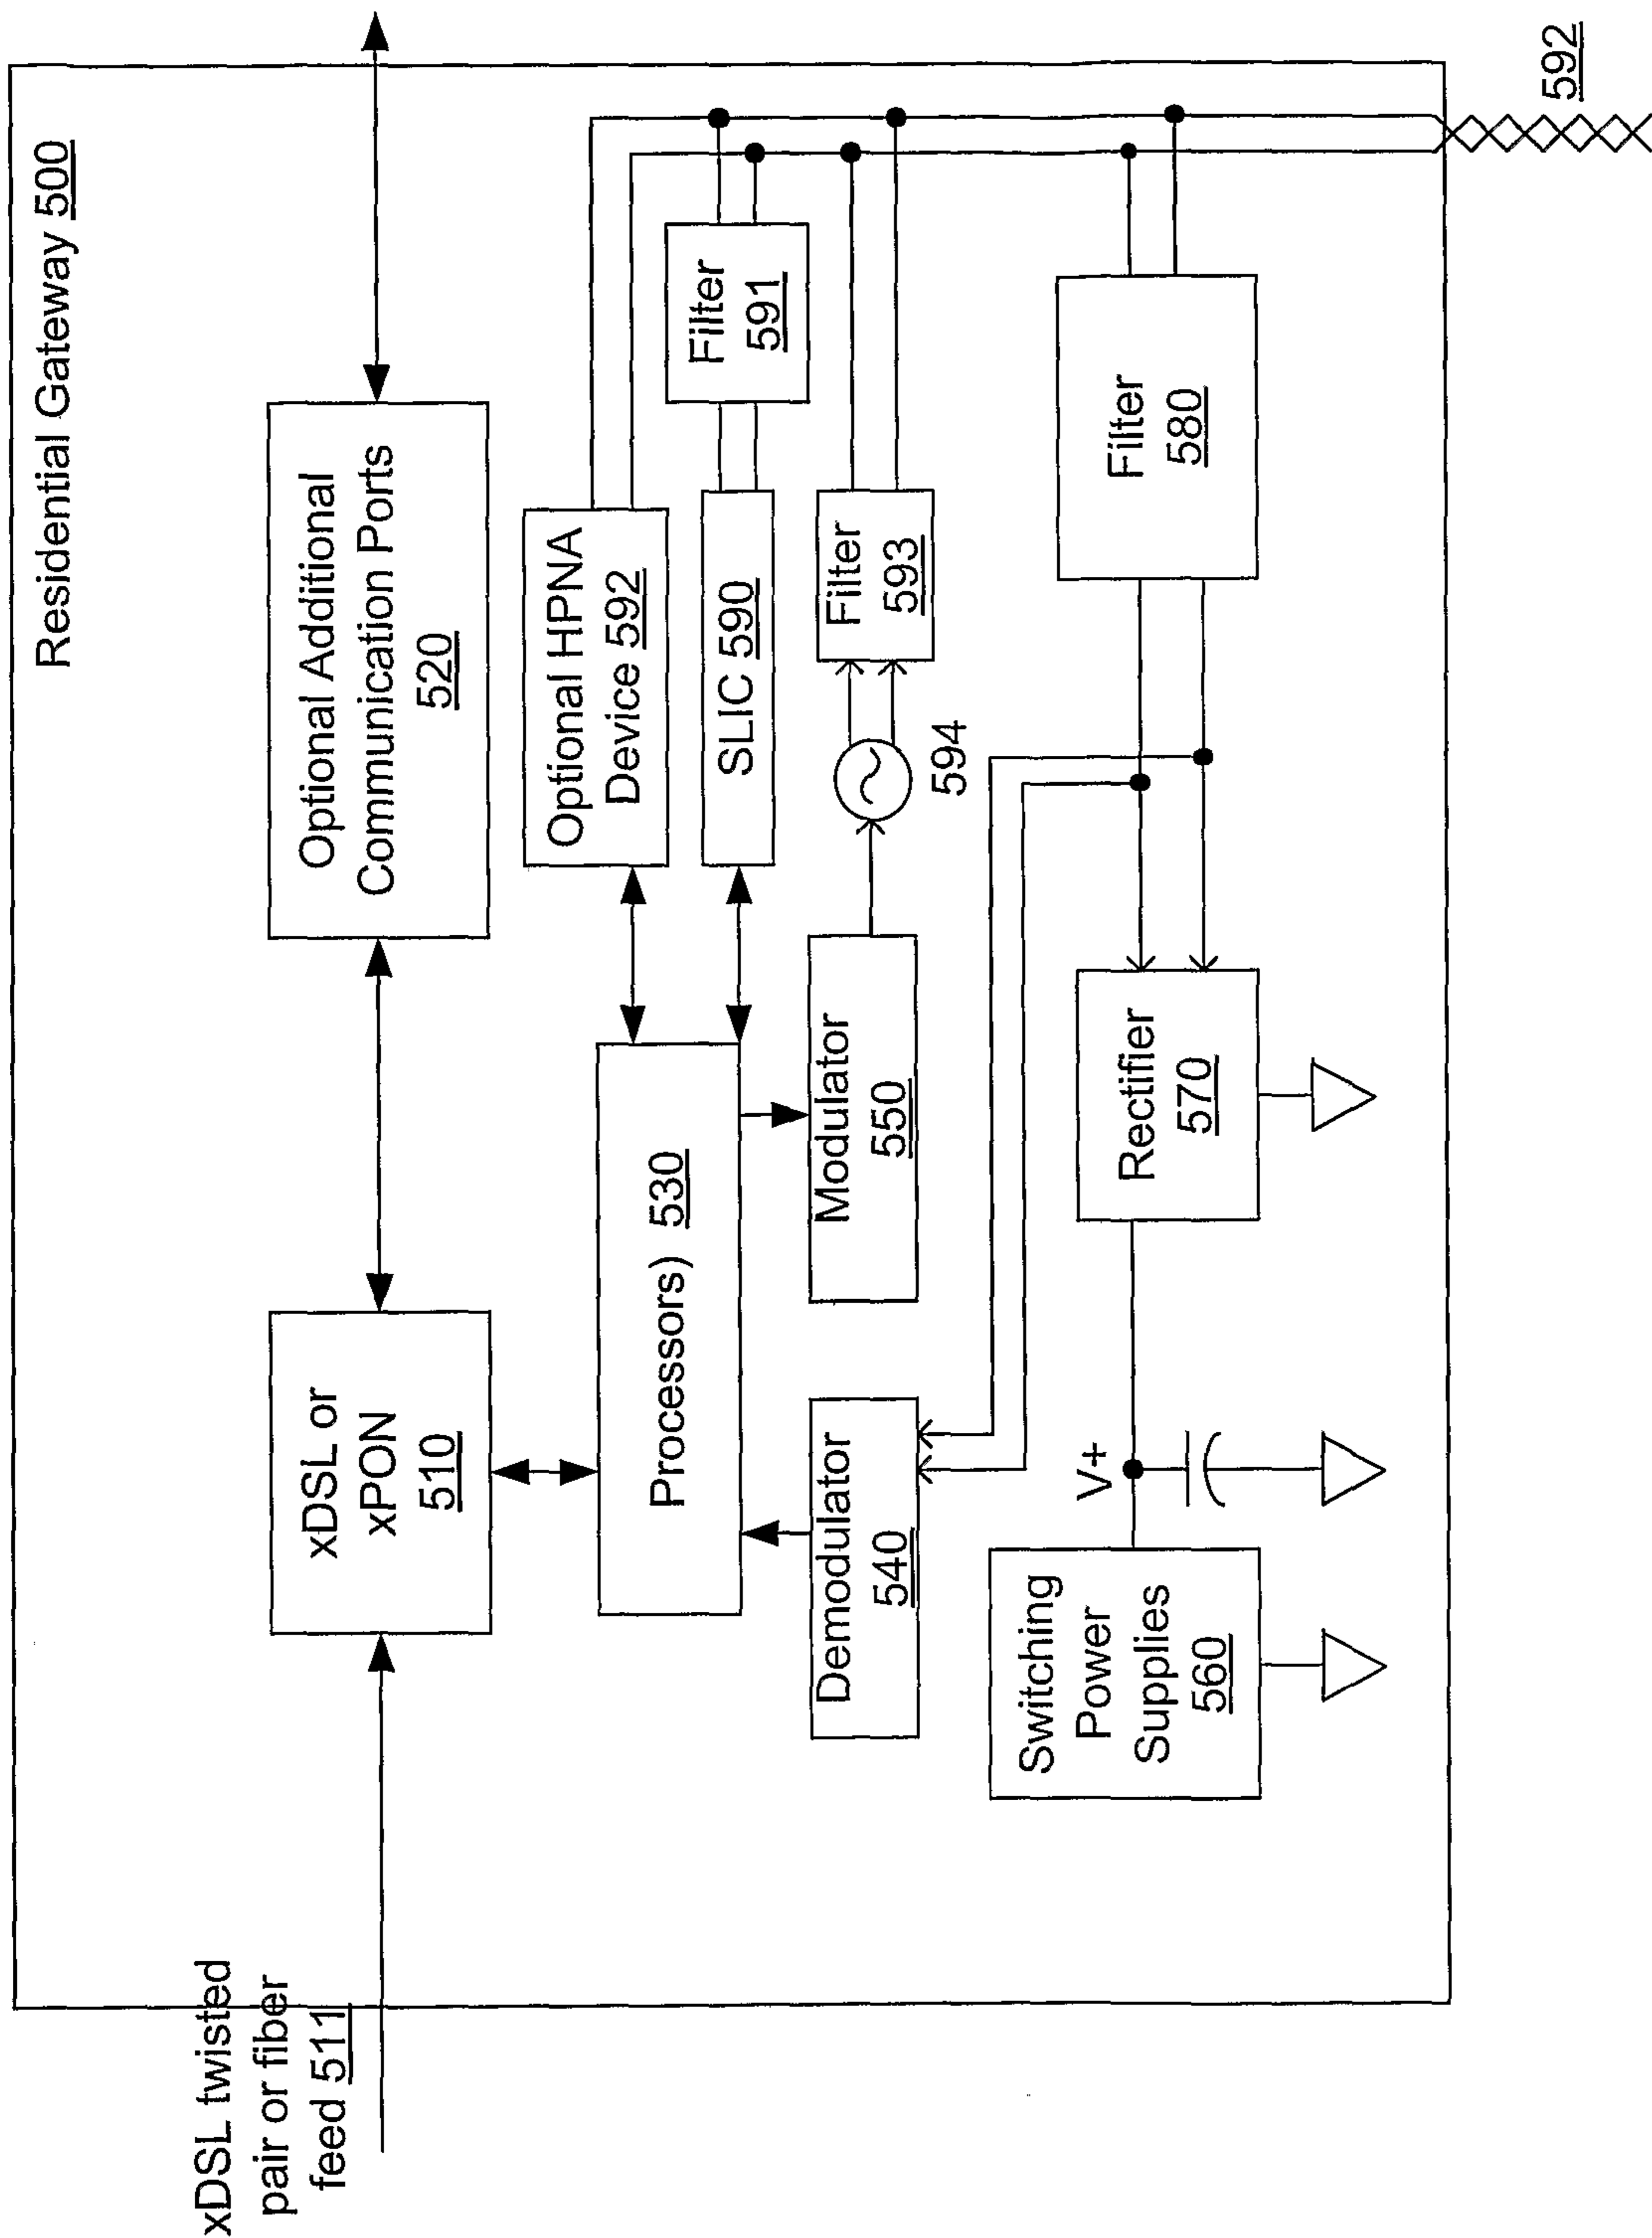 Residential Gateway 500
xDSL twisted
pair or fiber
feed 511
xDSL or
xPON
510
Optional Additional
Communication Ports
520
Processors) 530
Optional HPNA
Device 592
SLIC 590
Filter
591
Demodulator
540
Modulator
550
594
Filter
593
Switching
Power
Supplies
560
V+
Rectifier
570
Filter
580
592